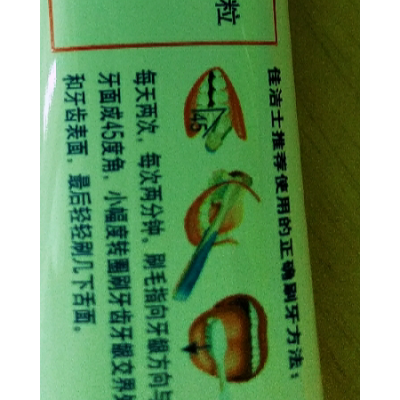 粒
佳洁士推荐使用的正确刷牙方法：
45
每天两次，每次两分钟。刷毛指向牙龈方向与
牙面成45度角，小幅度转圈刷牙齿牙龈交界处
和牙齿表面，最后轻轻刷几下舌面。